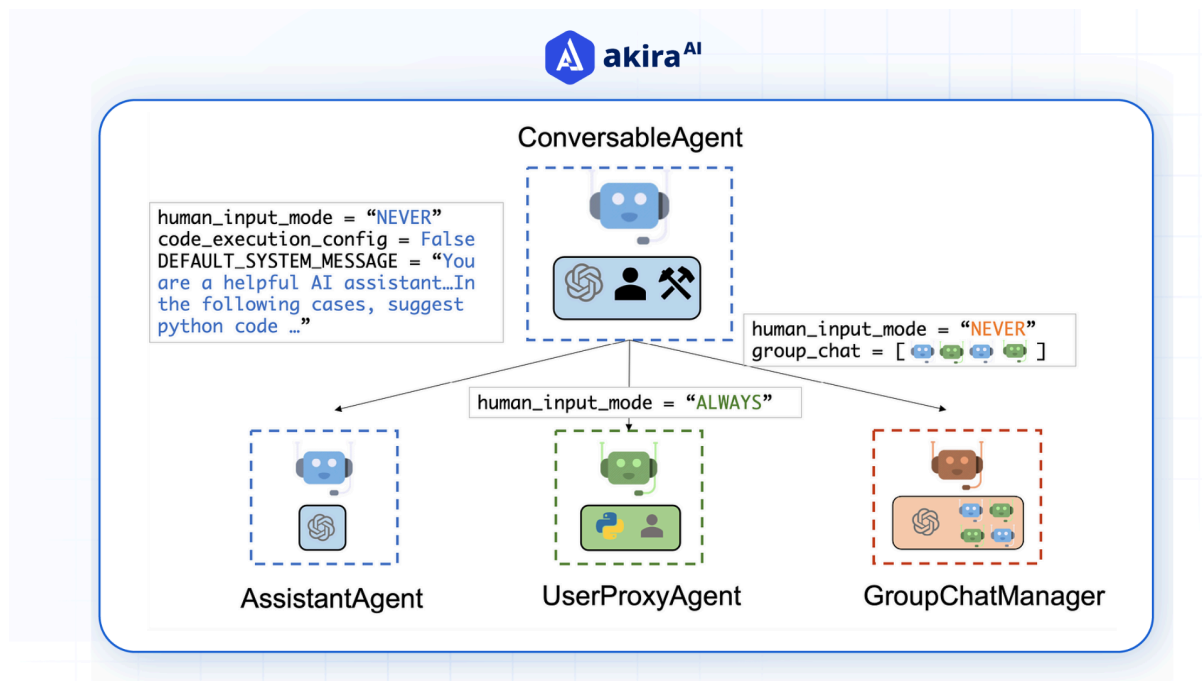 akira AI
ConversableAgent
human_input_mode = “NEVER”
code_execution_config = False
DEFAULT_SYSTEM_MESSAGE = “You
are a helpful AI assistant…In
the following cases, suggest
python code …”
human_input_mode = “NEVER”
group_chat = [ ]
human_input_mode = “ALWAYS”
AssistantAgent
UserProxyAgent
GroupChatManager